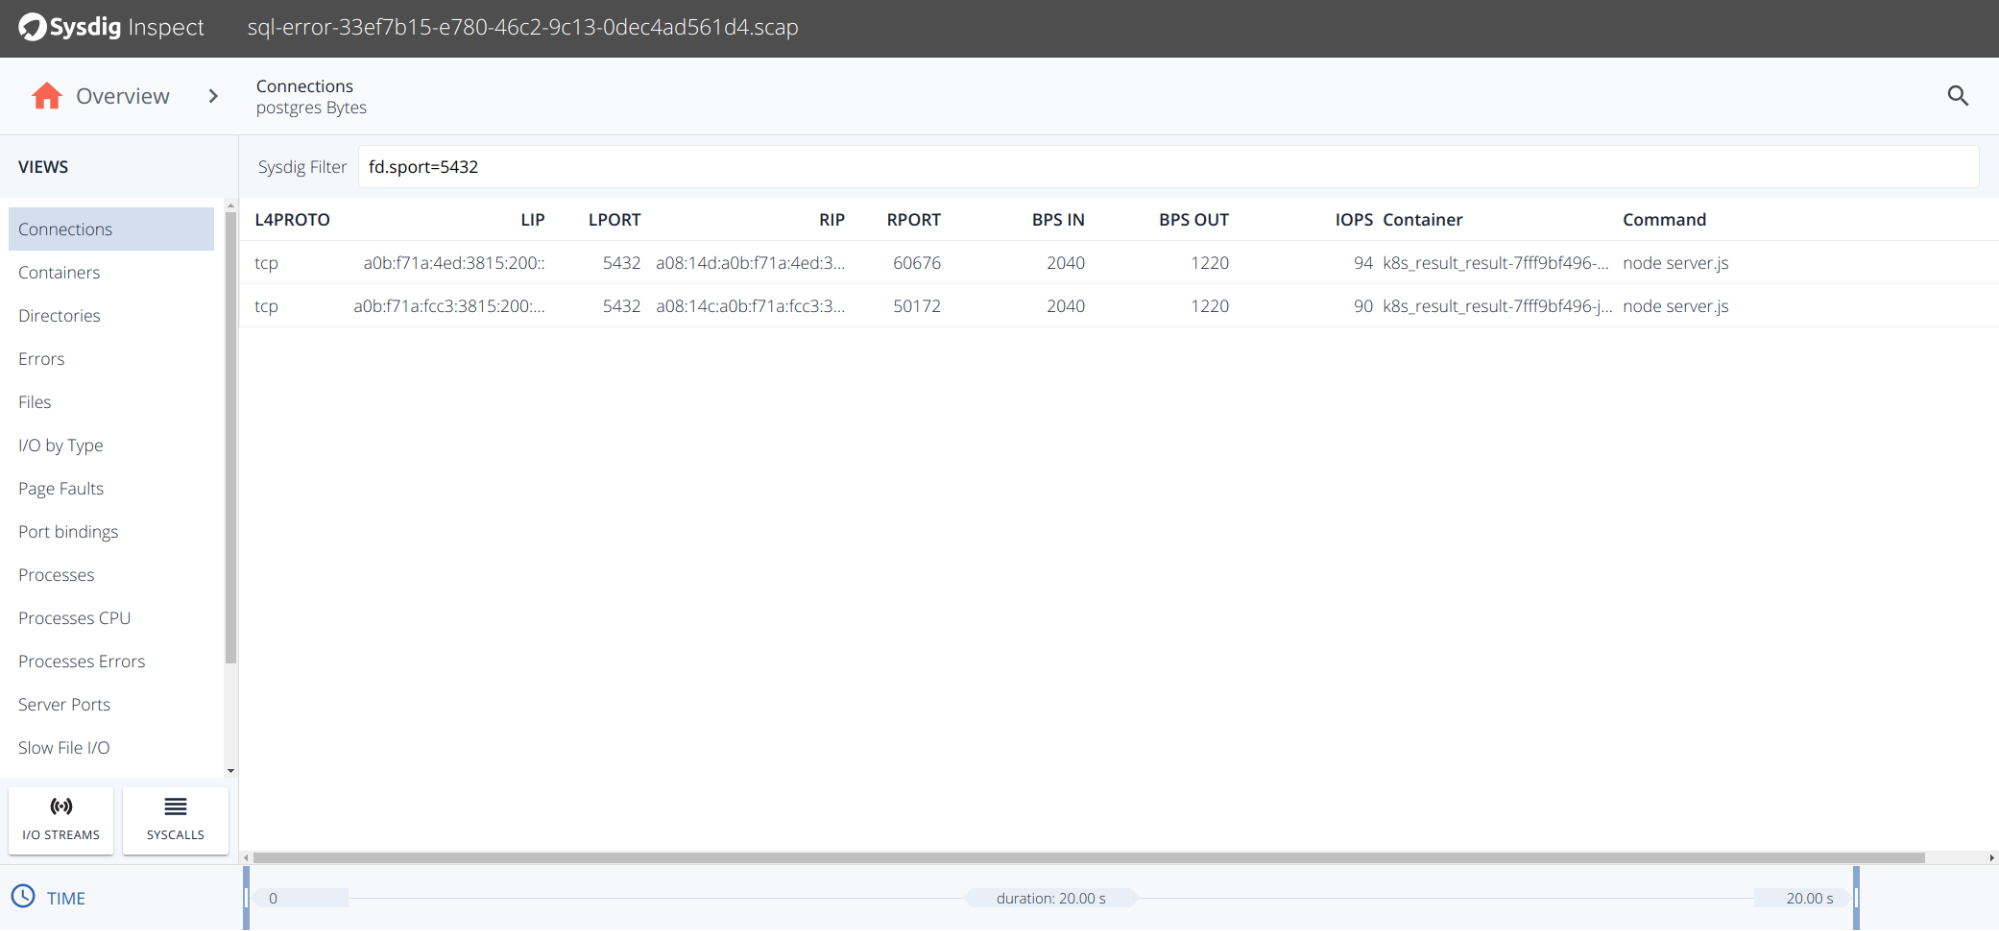 Sysdig Inspect sql-error-33ef7b15-e780-46c2-9c13-0dec4ad561d4.scap
Overview
Connections
postgres Bytes
VIEWS
Sysdig Filter fd.sport=5432
Connections
Containers
Directories
Errors
Files
I/O by Type
Page Faults
Port bindings
Processes
Processes CPU
Processes Errors
Server Ports
Slow File I/O
L4PROTO LIP LPORT RIP RPORT BPS IN BPS OUT IOPS Container Command
tcp a0b:f71a:4ed:3815:200:: 5432 a08:14d:a0b:f71a:4ed:3... 60676 2040 1220 94 k8s_result_result-7fff9bf496-... node server.js
tcp a0b:f71a:fcc3:3815:200:... 5432 a08:14c:a0b:f71a:fcc3:3... 50172 2040 1220 90 k8s_result_result-7fff9bf496-j... node server.js
I/O STREAMS SYSCALLS
TIME 0 duration: 20.00 s 20.00 s